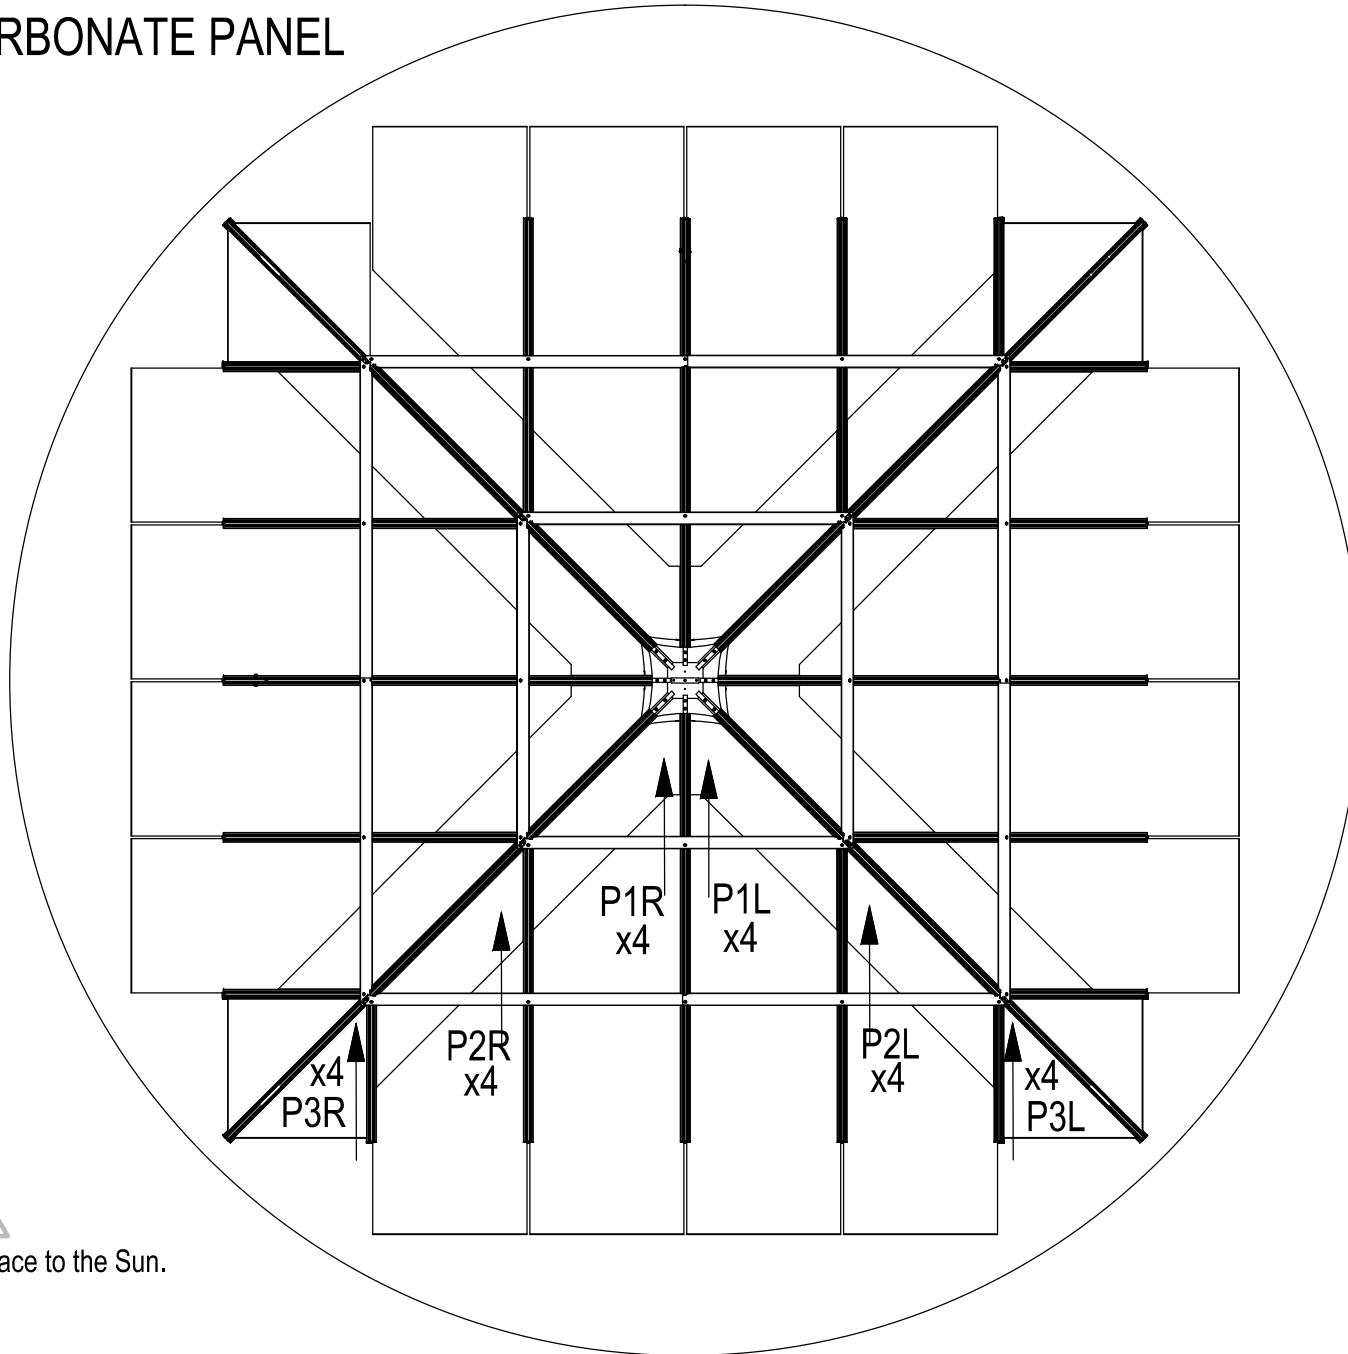 RBONATE PANEL
P1R
x4
P1L
x4
P2R
x4
P2L
x4
x4
P3R
x4
P3L
ace to the Sun.